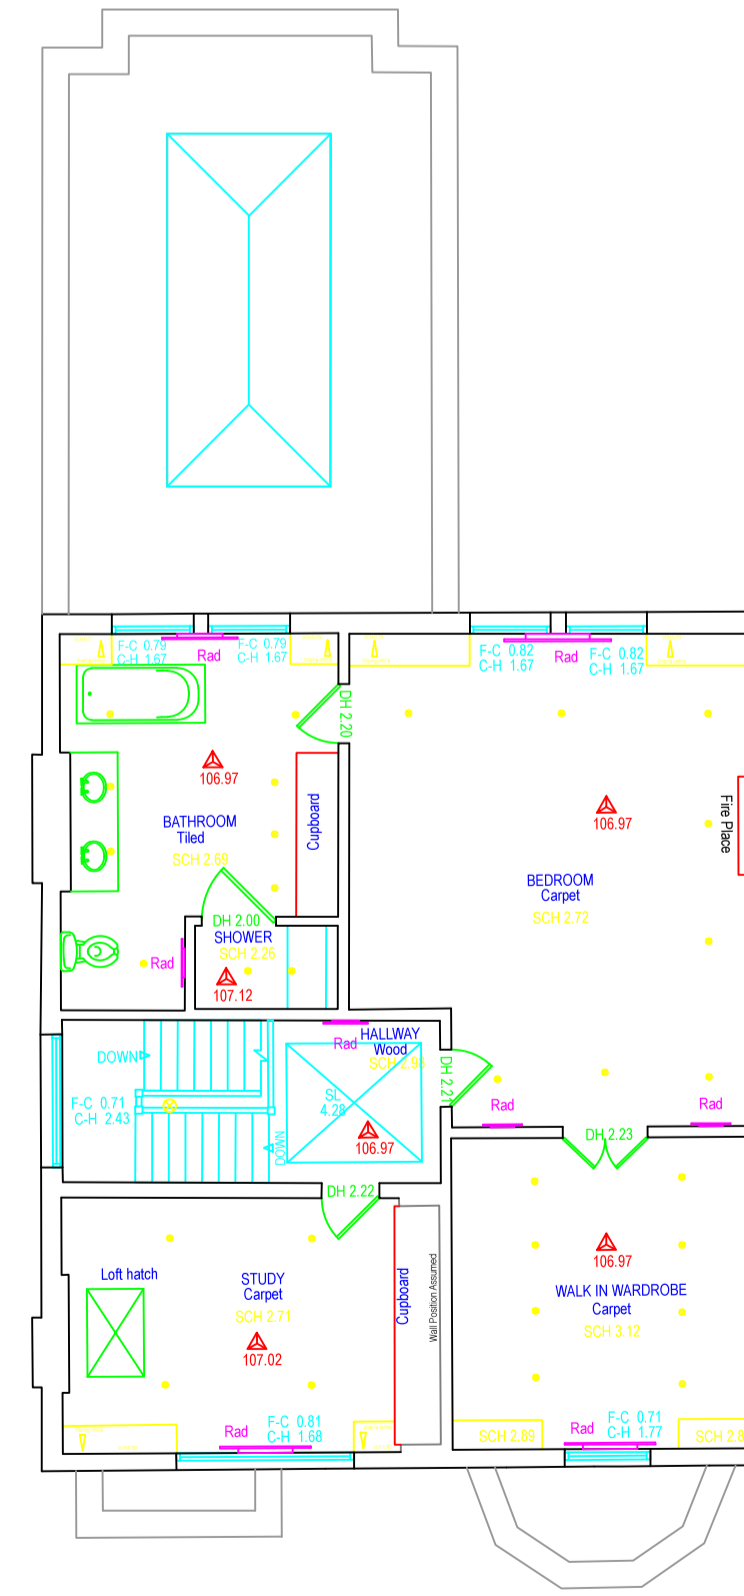 F-C 0.79
C-H 1.67
Rad
F-C 0.79
C-H 1.67
F-C 0.82
C-H 1.67
Rad
F-C 0.82
C-H 1.67
DH 2.20
106.97
BATHROOM
Tiled
SCH 2.69
Cupboard
106.97
Fire Place
BEDROOM
Carpet
SCH 2.72
DH 2.00
SHOWER
SCH 2.26
Rad
107.12
HALLWAY
Wood
SCH 2.93
Rad
DOWN
F-C 0.71
C-H 2.43
SL
4.28
DOWN
106.97
DH 2.21
Rad
Rad
DH 2.23
DH 2.22
Loft hatch
STUDY
Carpet
SCH 2.71
107.02
Cupboard
Wall Position Assumed
106.97
WALK IN WARDROBE
Carpet
SCH 3.12
Rad
F-C 0.81
C-H 1.68
SCH 2.89
Rad
F-C 0.71
C-H 1.77
SCH 2.8